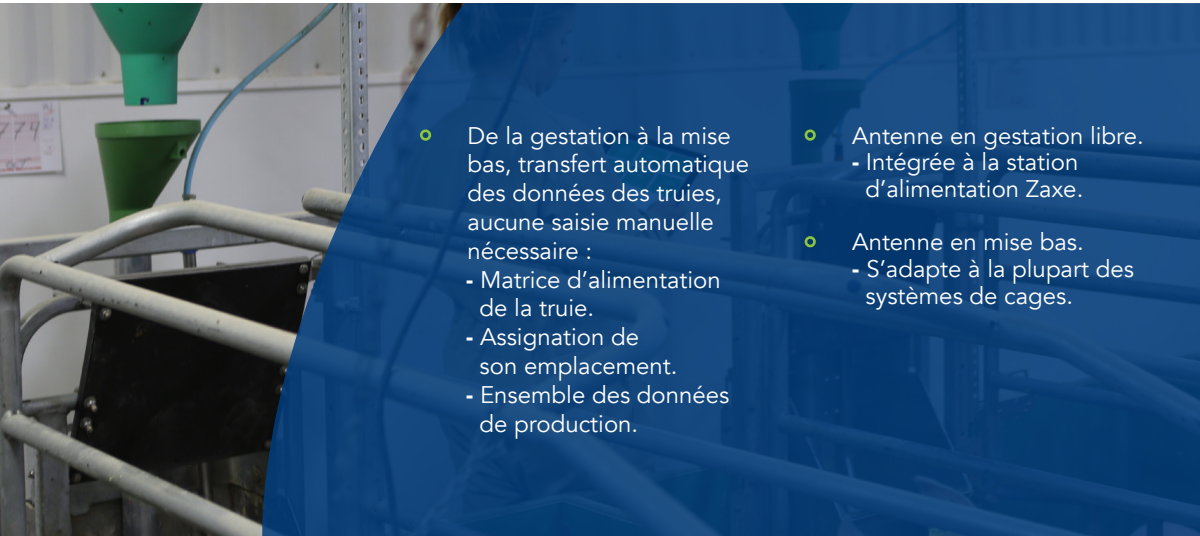 774
De la gestation à la mise
bas, transfert automatique
des données des truies,
aucune saisie manuelle
nécessaire :
- Matrice d’alimentation
de la truie.
- Assignation de
son emplacement.
- Ensemble des données
de production.
Antenne en gestation libre.
- Intégrée à la station
d’alimentation Zaxe.
Antenne en mise bas.
- S’adapte à la plupart des
systèmes de cages.